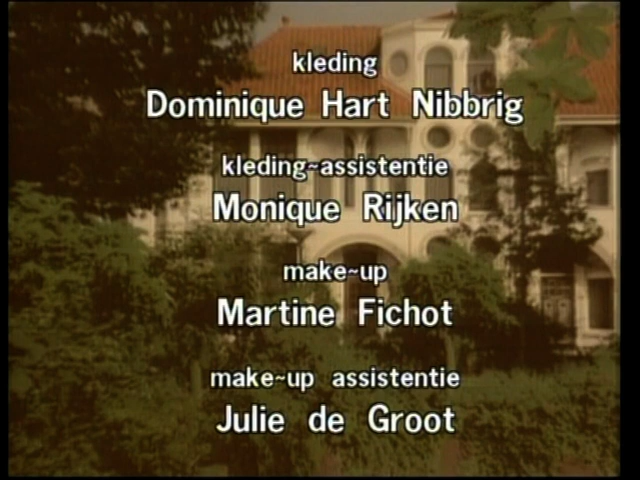 kleding
Dominique Hart Nibbrig
kleding~assistentie
Monique Rijken
make~up
Martine Fichot
make~up assistentie
Julie de Groot